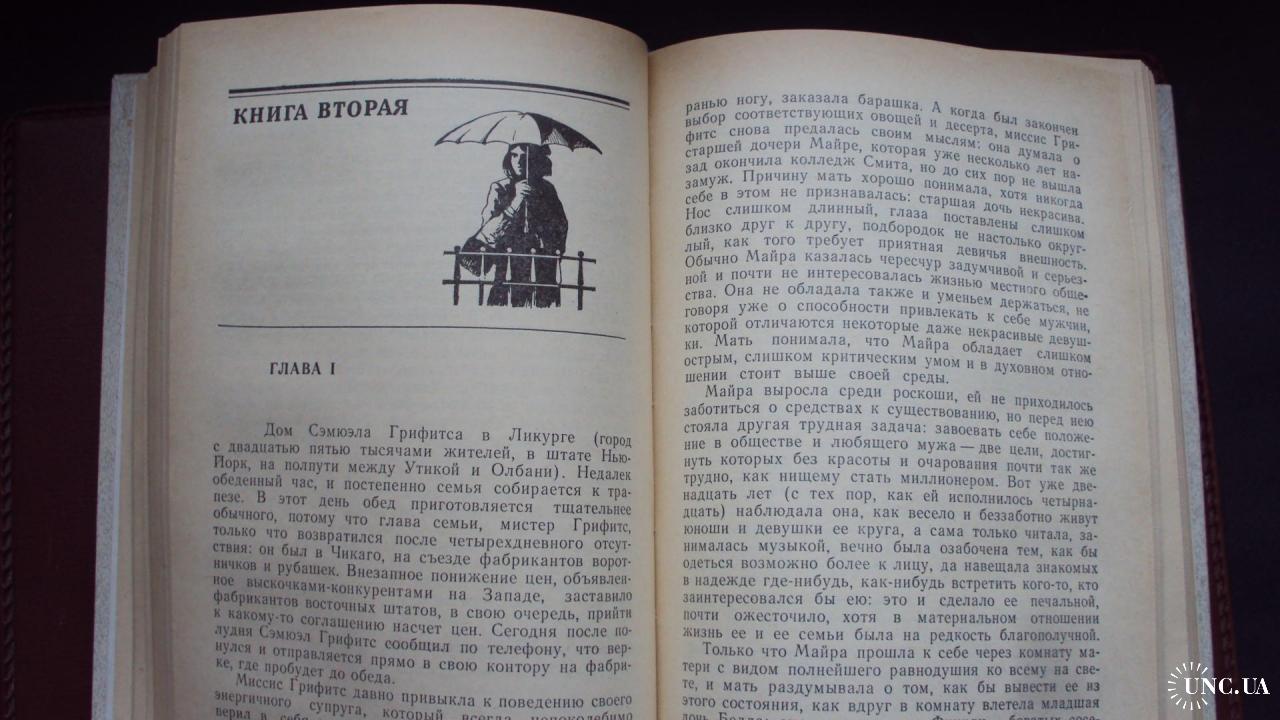 КНИГА ВТОРАЯ
ГЛАВА I
Дом Сэмюэла Грифитса в Ликурге (город
с двадцатью пятью тысячами жителей, в штате Нью-
Йорк, на полпути между Утикой и Олбани). Недалек
обеденный час, и постепенно семья собирается к тра-
пезе. В этот день обед приготовляется тщательнее
обычного, потому что глава семьи, мистер Грифитс,
только что возвратился после четырехдневного отсут-
ствия: он был в Чикаго, на съезде фабрикантов ворот-
ничков и рубашек. Внезапное понижение цен, объявлен-
ное выскочками-конкурентами на Западе, заставило
фабрикантов восточных штатов, в свою очередь, прийти
к какому-то соглашению насчет цен. Сегодня после по-
лудня Сэмюэл Грифитс сообщил по телефону, что вер-
нулся и отправляется прямо в свою контору на фабри-
ке, где пробудет до обеда.
Миссис Грифитс давно привыкла к поведению своего
энергичного супруга, который всегда непоколебимо
верил в себя
ранью ногу, заказала барашка. А когда был закончен
выбор соответствующих овощей и десерта, миссис Гри-
фитс снова предалась своим мыслям: она думала о
старшей дочери Майре, которая уже несколько лет на-
зад окончила колледж Смита, но до сих пор не вышла
замуж. Причину мать хорошо понимала, хотя никогда
себе в этом не признавалась: старшая дочь некрасива.
Нос слишком длинный, глаза поставлены слишком
близко друг к другу, подбородок не настолько округ-
лый, как того требует приятная девичья внешность.
Обычно Майра казалась чересчур задумчивой и серьез-
ной и почти не интересовалась жизнью местного обще-
ства. Она не обладала также и уменьем держаться, не
говоря уже о способности привлекать к себе мужчин,
которой отличаются некоторые даже некрасивые девуш-
ки. Мать понимала, что Майра обладает слишком
острым, слишком критическим умом и в духовном отно-
шении стоит выше своей среды.
Майра выросла среди роскоши, ей не приходилось
заботиться о средствах к существованию, но перед нею
стояла другая трудная задача: завоевать себе положе-
ние в обществе и любящего мужа — две цели, достиг-
нуть которых без красоты и очарования почти так же
трудно, как нищему стать миллионером. Вот уже две-
надцать лет (с тех пор, как ей исполнилось четырна-
дцать) наблюдала она, как весело и беззаботно живут
юноши и девушки ее круга, а сама только читала, за-
нималась музыкой, вечно была озабочена тем, как бы
одеться возможно более к лицу, да навещала знакомых
в надежде где-нибудь, как-нибудь встретить кого-то, кто
заинтересовался бы ею: это и сделало ее печальной,
почти ожесточило, хотя в материальном отношении
жизнь ее и ее семьи была на редкость благополучной.
Только что Майра прошла к себе через комнату ма-
тери с видом полнейшего равнодушия ко всему на све-
те, и мать раздумывала о том, как бы вывести ее из
этого состояния, как вдруг в комнату влетела младшая
дочь Белла:
UNC.UA